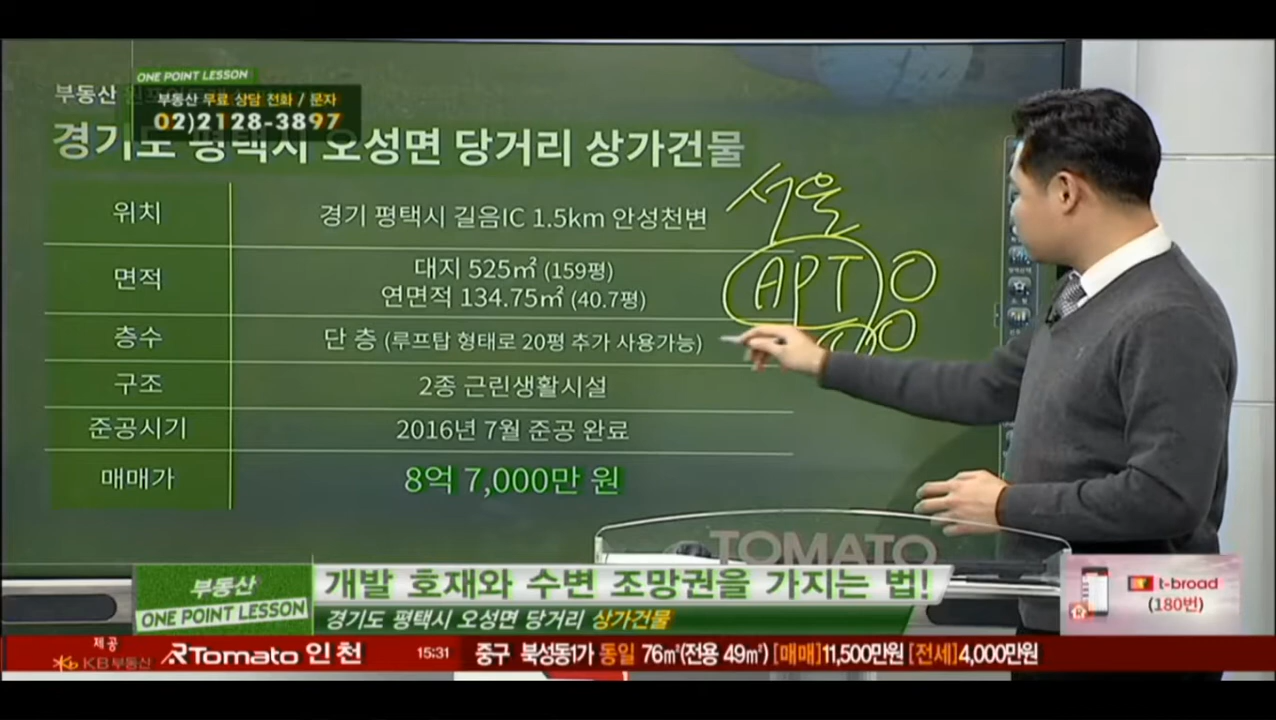 ONE POINT LESSON
부동산 무료 상담 전화 / 문자
02)2128-3897
부동산
경기도 평택시 오성면 당거리 상가건물
위치 경기 평택시 길음IC 1.5km 안성천변
면적 대지 525㎡ (159평)
연면적 134.75㎡ (40.7평)
층수 단 층 (루프탑 형태로 20평 추가 사용가능)
구조 2종 근린생활시설
준공시기 2016년 7월 준공 완료
매매가 8억 7,000만 원
서울
APT
TOMATO
부동산
ONE POINT LESSON
개발 호재와 수변 조망권을 가지는 법!
경기도 평택시 오성면 당거리 상가건물
t-broad
(180번)
제공
KB부동산
RTomato 인천
15:31
중구 북성동1가 동일 76㎡(전용 49㎡) [매매]11,500만원 [전세]4,000만원